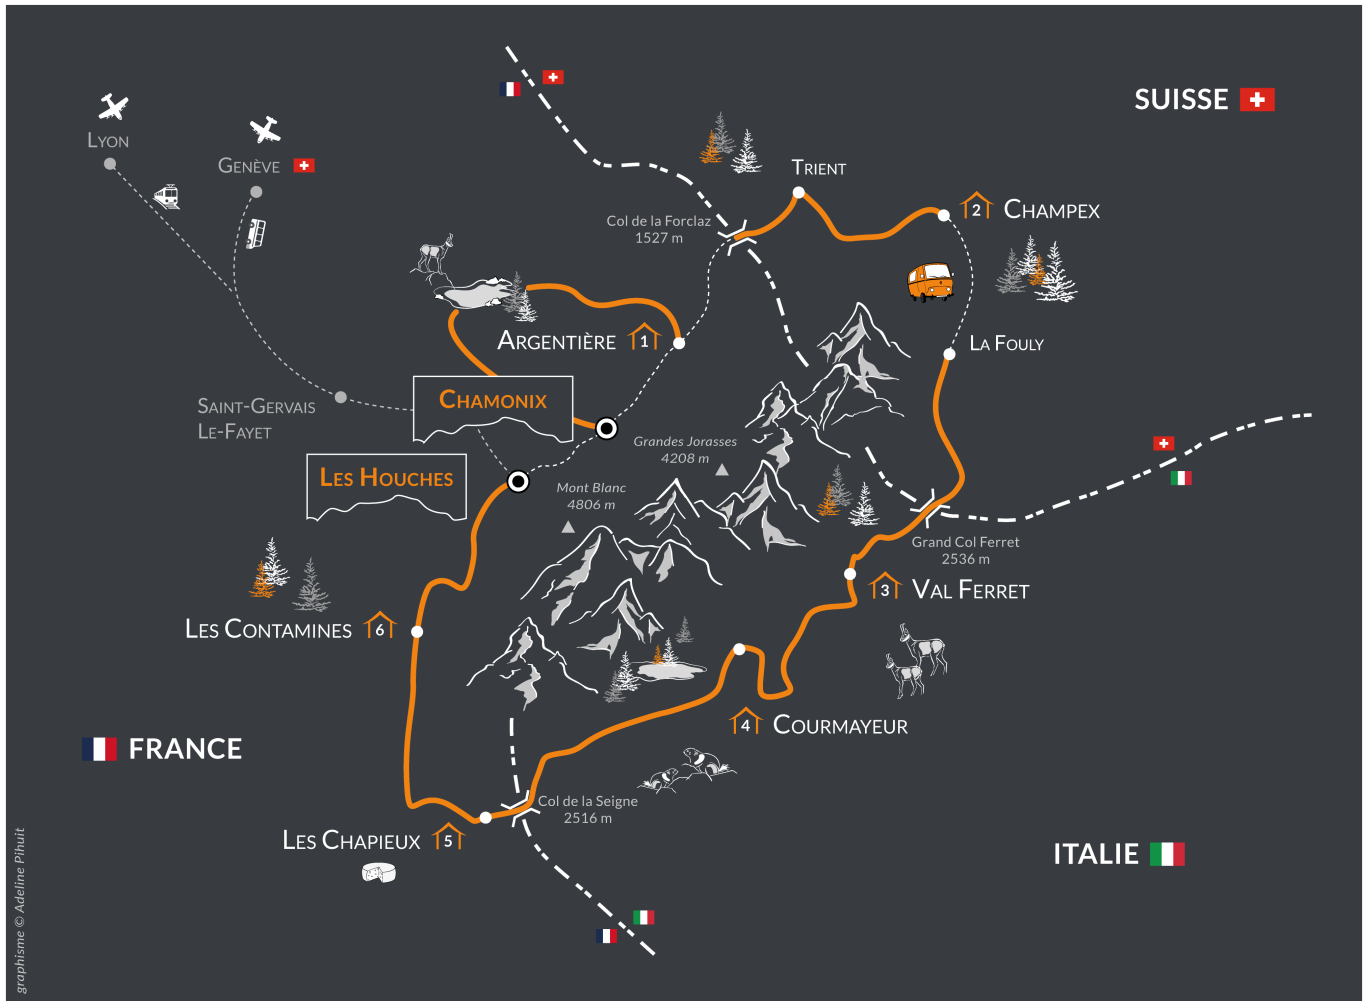 SUISSE
LYON
GENÈVE
TRIENT
Col de la Forclaz
1527 m
2
CHAMPEX
ARGENTIÈRE
1
LA FOULY
CHAMONIX
SAINT-GERVAIS
LE-FAYET
Grandes Jorasses
4208 m
LES HOUCHES
Mont Blanc
4806 m
Grand Col Ferret
2536 m
3
VAL FERRET
LES CONTAMINES
6
4
COURMAYEUR
FRANCE
Col de la Seigne
2516 m
LES CHAPIEUX
5
ITALIE
graphisme © Adeline Pihuit